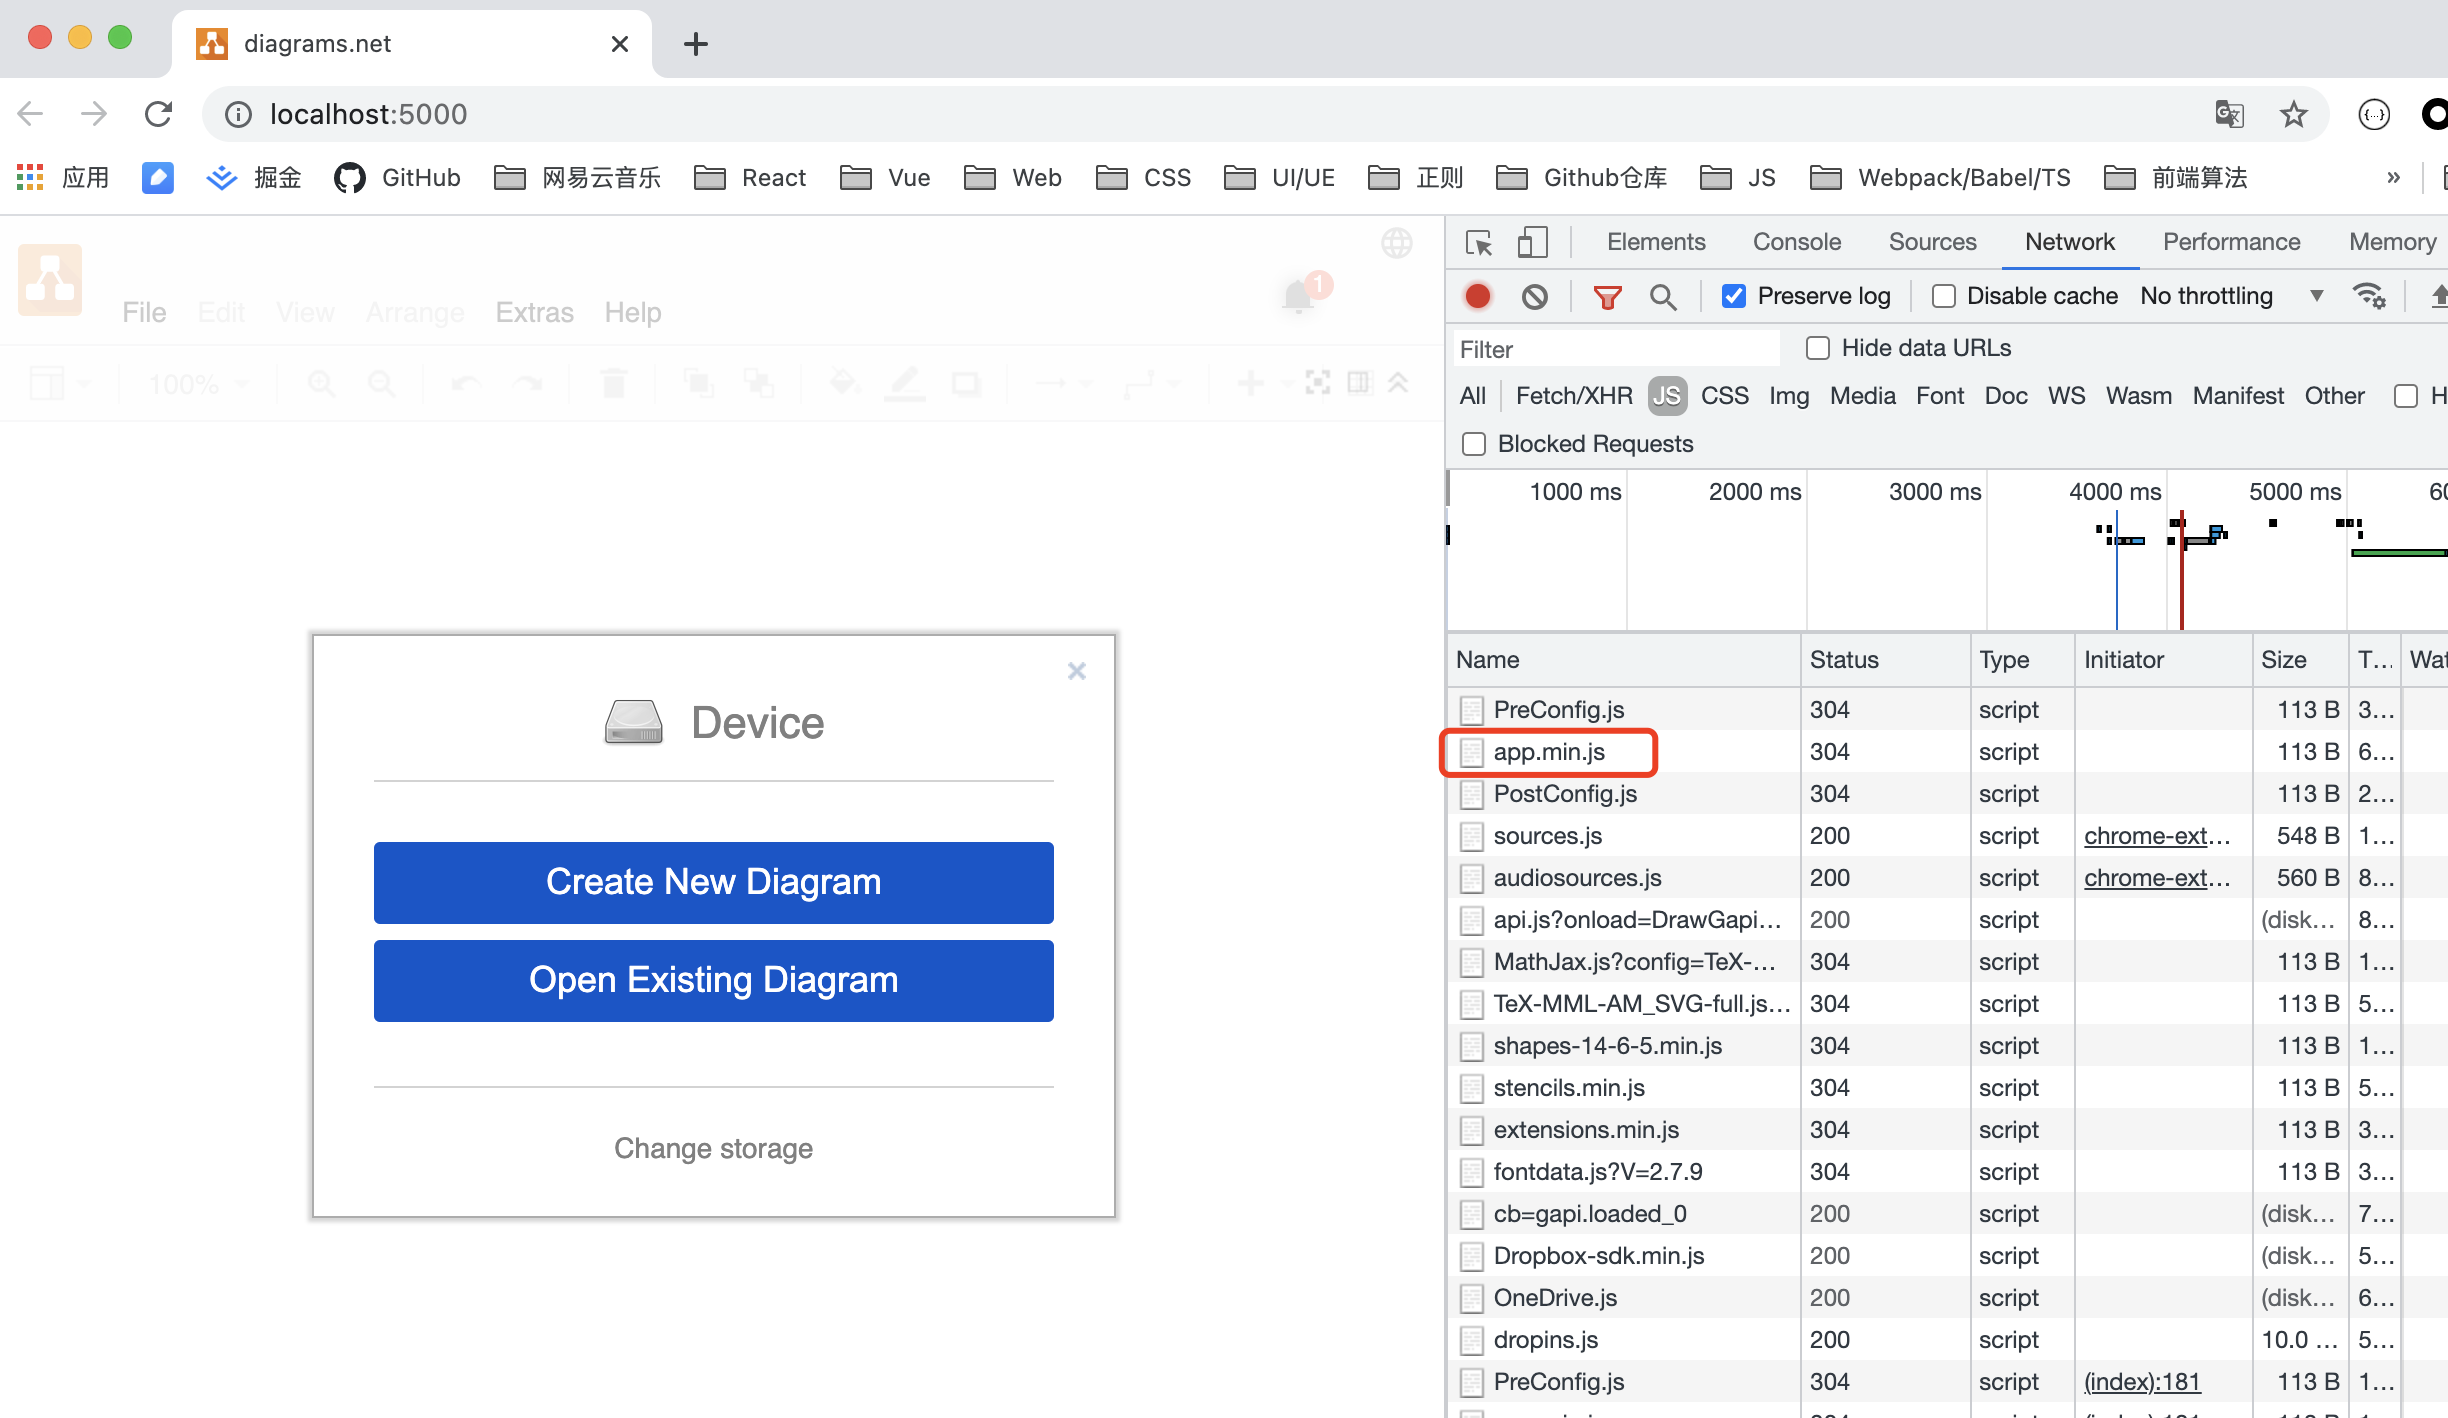 diagrams.net
localhost:5000
应用 掘金 GitHub 网易云音乐 React Vue Web CSS UI/UE 正则 Github仓库 JS Webpack/Babel/TS 前端算法 »
File Edit View Arrange Extras Help
1
100%
Device
Create New Diagram
Open Existing Diagram
Change storage
Elements Console Sources Network Performance Memory
Preserve log Disable cache No throttling
Filter Hide data URLs
All Fetch/XHR JS CSS Img Media Font Doc WS Wasm Manifest Other H
Blocked Requests
1000 ms 2000 ms 3000 ms 4000 ms 5000 ms 60
Name Status Type Initiator Size T... Wat
PreConfig.js 304 script 113 B 3...
app.min.js 304 script 113 B 6...
PostConfig.js 304 script 113 B 2...
sources.js 200 script chrome-ext... 548 B 1...
audiosources.js 200 script chrome-ext... 560 B 8...
api.js?onload=DrawGapi... 200 script (disk... 8...
MathJax.js?config=TeX-... 304 script 113 B 1...
TeX-MML-AM_SVG-full.js... 304 script 113 B 5...
shapes-14-6-5.min.js 304 script 113 B 1...
stencils.min.js 304 script 113 B 5...
extensions.min.js 304 script 113 B 3...
fontdata.js?V=2.7.9 304 script 113 B 3...
cb=gapi.loaded_0 200 script (disk... 7...
Dropbox-sdk.min.js 200 script (disk... 5...
OneDrive.js 200 script (disk... 6...
dropins.js 200 script 10.0 ... 5...
PreConfig.js 304 script (index):181 113 B 1...